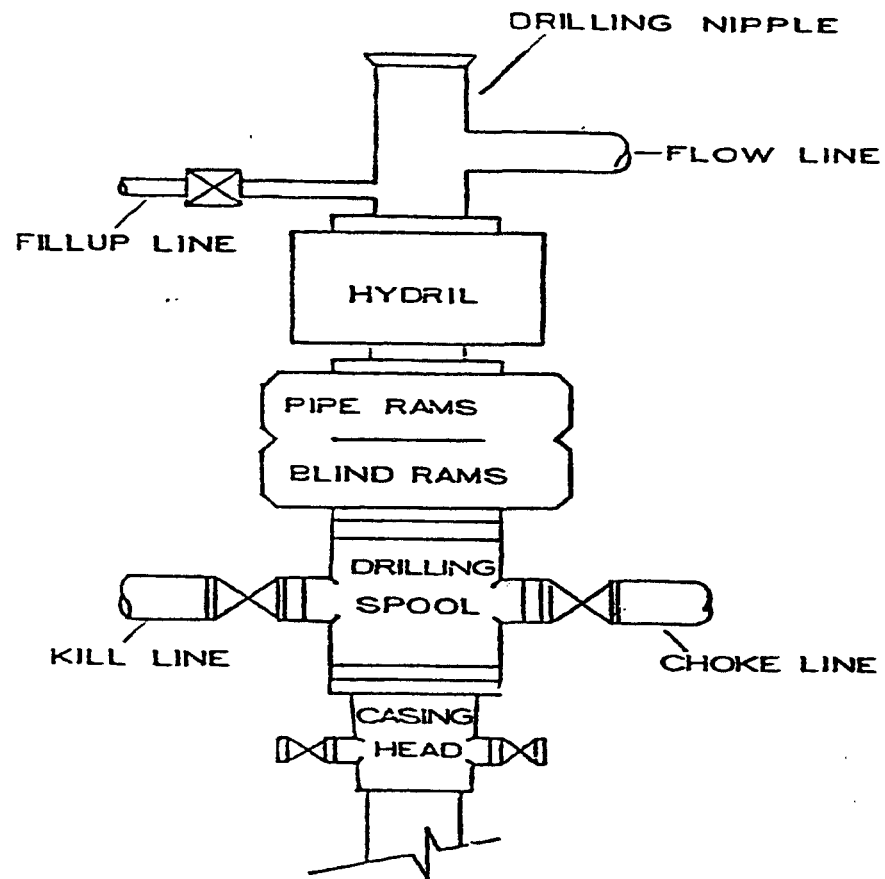 DRILLING NIPPLE
FLOW LINE
FILLUP LINE
HYDRIL
PIPE RAMS
BLIND RAMS
DRILLING
SPOOL
KILL LINE
CHOKE LINE
CASING
HEAD